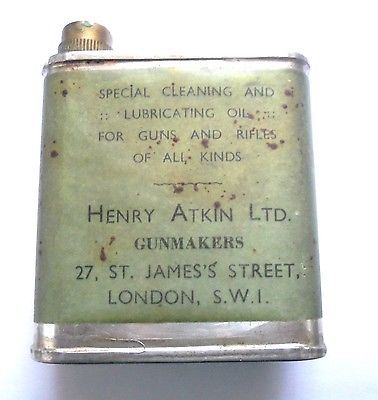 SPECIAL CLEANING AND
:: LUBRICATING OIL ::
FOR GUNS AND RIFLES
OF ALL KINDS
HENRY ATKIN LTD.
GUNMAKERS
27, ST. JAMES'S STREET,
LONDON, S.W.I.